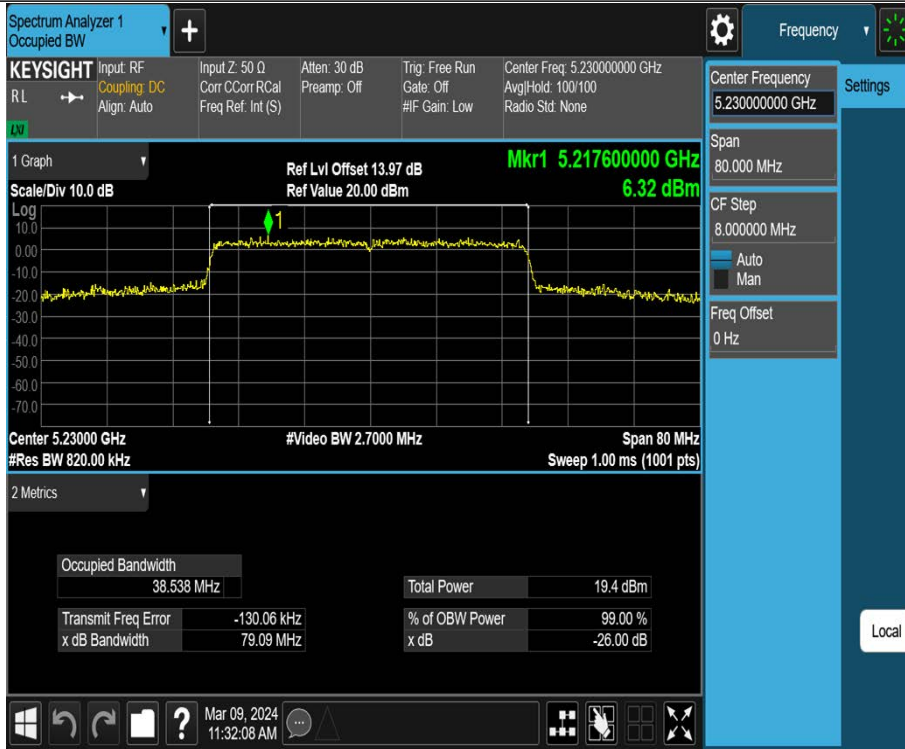 Spectrum Analyzer 1
Occupied BW
+
Frequency
KEYSIGHT
R L
LXI
Input: RF
Coupling: DC
Align: Auto
Input Z: 50 Ω
Corr CCorr RCal
Freq Ref: Int (S)
Atten: 30 dB
Preamp: Off
Trig: Free Run
Gate: Off
#IF Gain: Low
Center Freq: 5.230000000 GHz
Avg|Hold: 100/100
Radio Std: None
Center Frequency
5.230000000 GHz
Settings
Span
80.000 MHz
CF Step
8.000000 MHz
Auto
Man
Freq Offset
0 Hz
1 Graph
Scale/Div 10.0 dB
Ref Lvl Offset 13.97 dB
Ref Value 20.00 dBm
Mkr1 5.217600000 GHz
6.32 dBm
Log
1
10.0
0.00
-10.0
-20.0
-30.0
-40.0
-50.0
-60.0
-70.0
Center 5.23000 GHz
#Res BW 820.00 kHz
#Video BW 2.7000 MHz
Span 80 MHz
Sweep 1.00 ms (1001 pts)
2 Metrics
Occupied Bandwidth
38.538 MHz
Total Power 19.4 dBm
Transmit Freq Error -130.06 kHz
% of OBW Power 99.00 %
x dB Bandwidth 79.09 MHz
x dB -26.00 dB
Local
?
Mar 09, 2024
11:32:08 AM